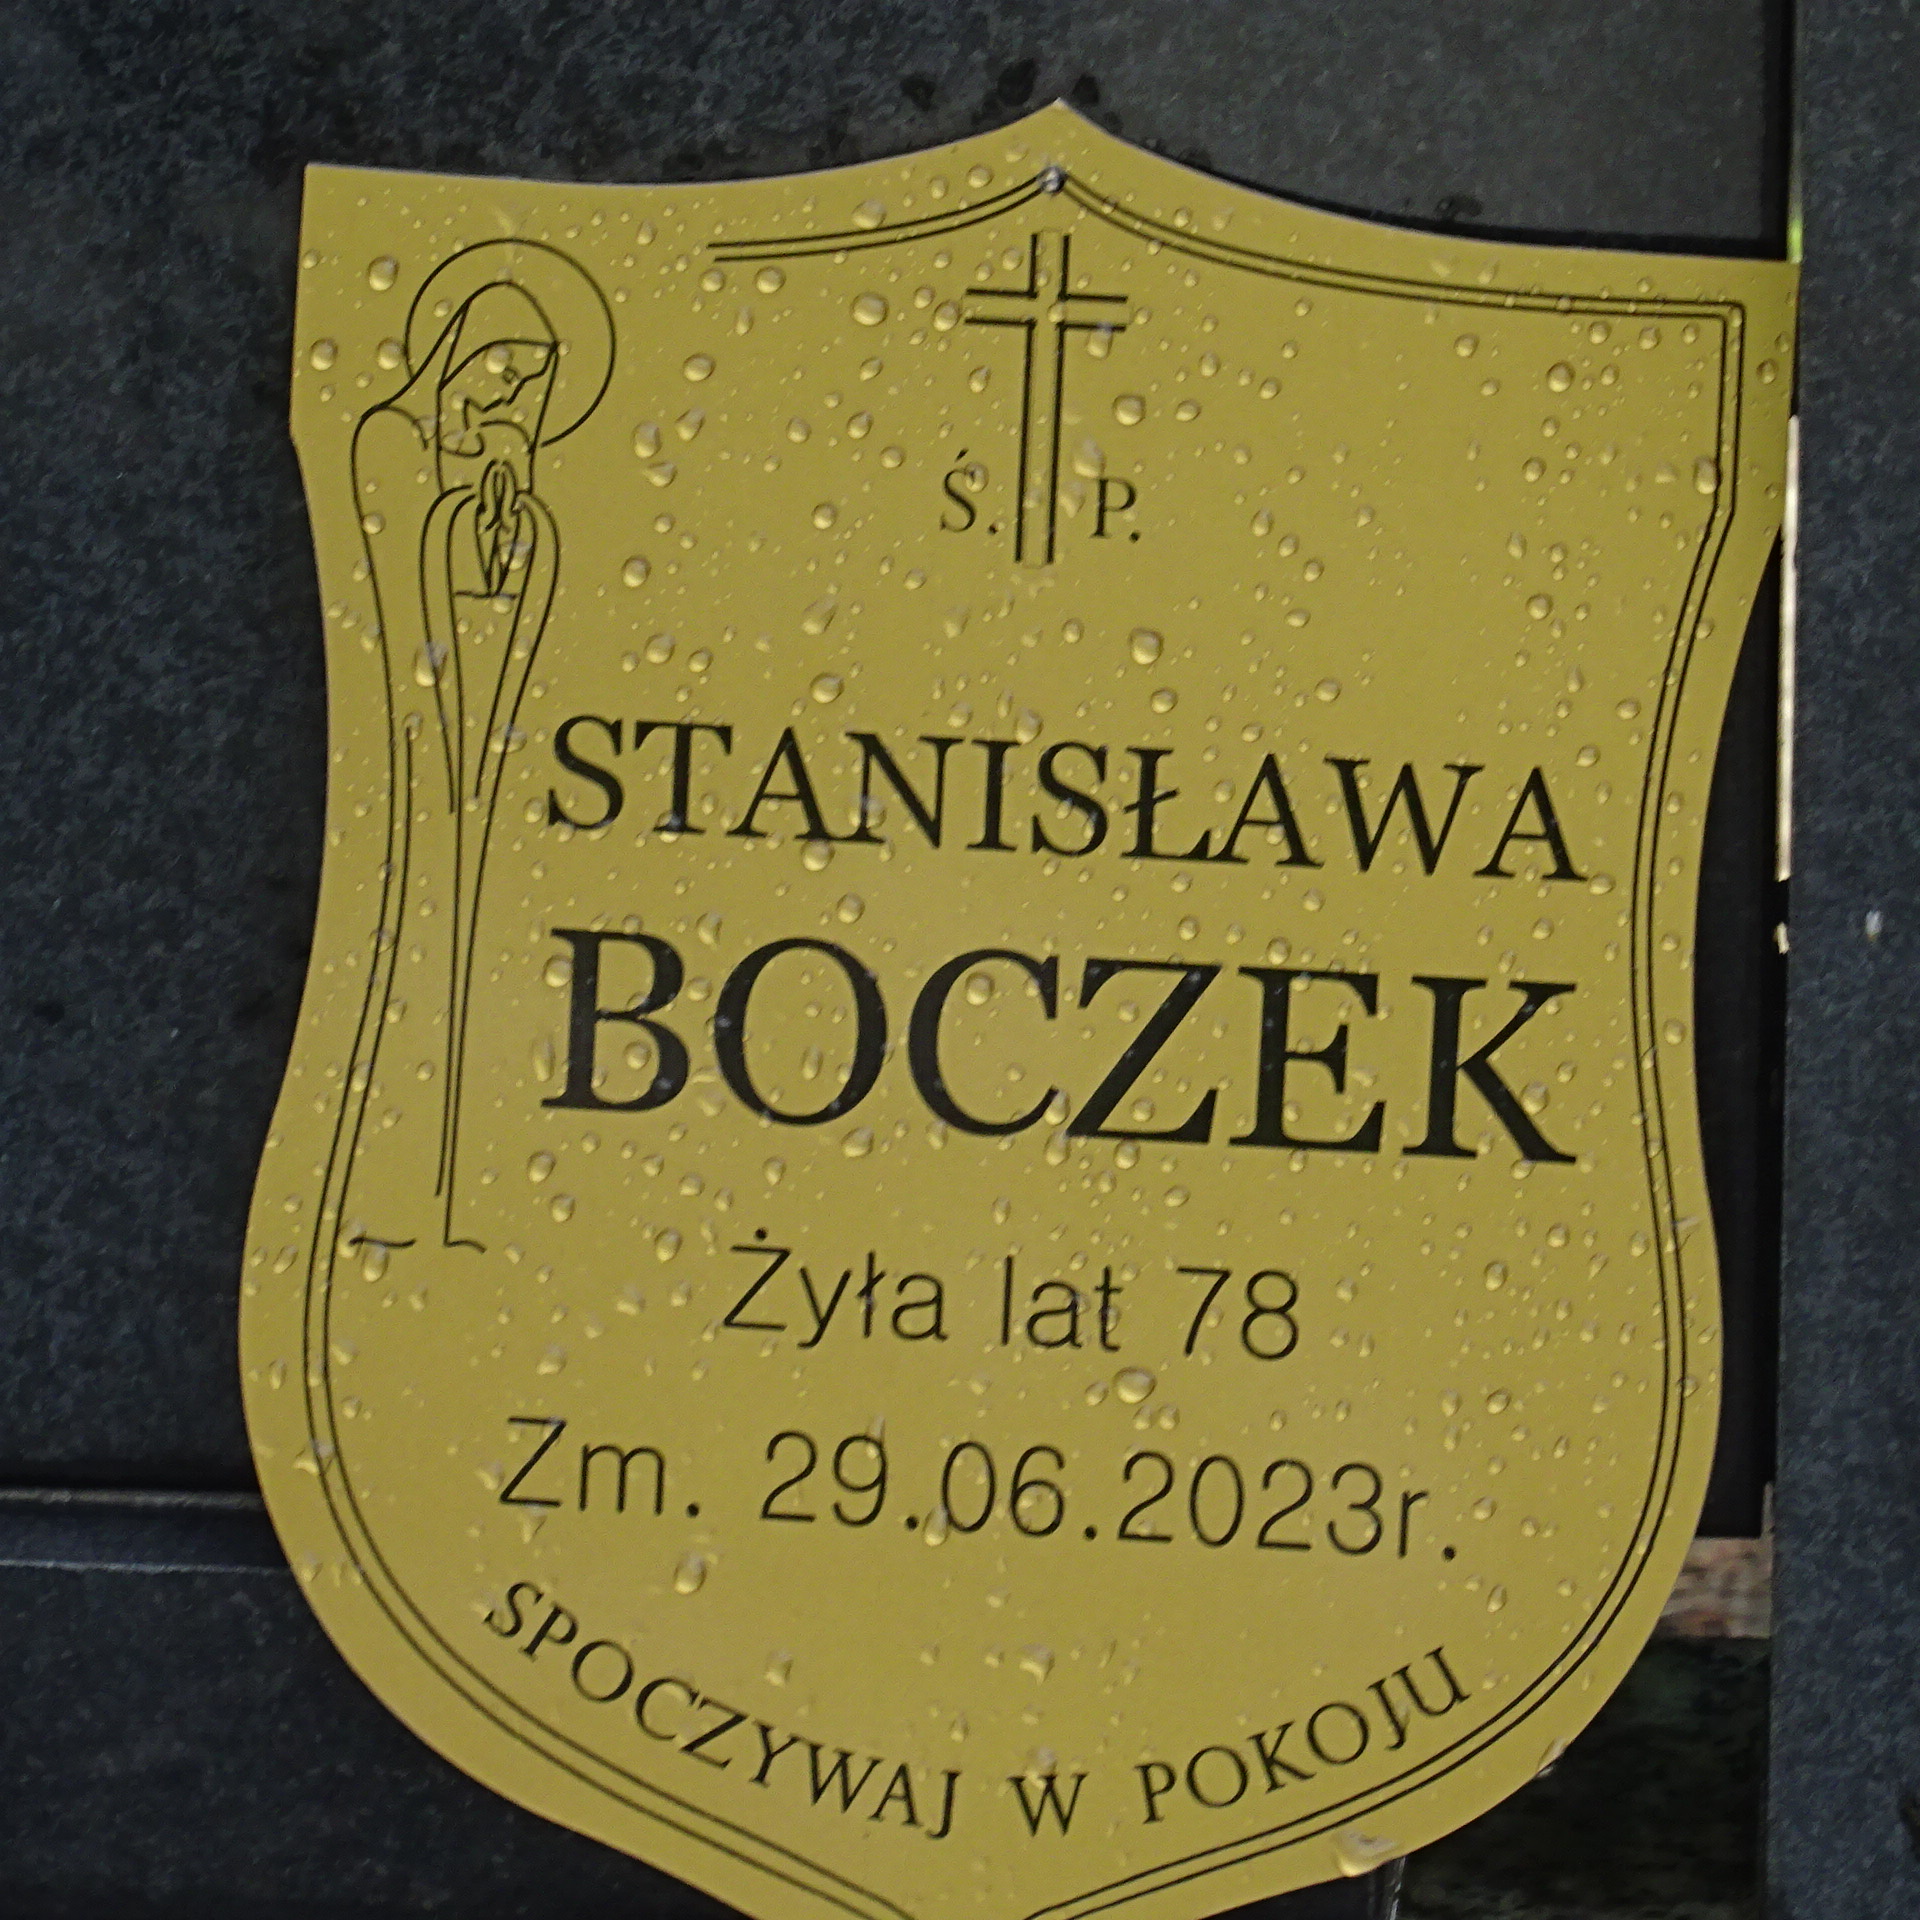 Ś. P.
STANISŁAWA
BOCZEK
Żyła lat 78
Zm. 29.06.2023r.
SPOCZYWAJ W POKOJU